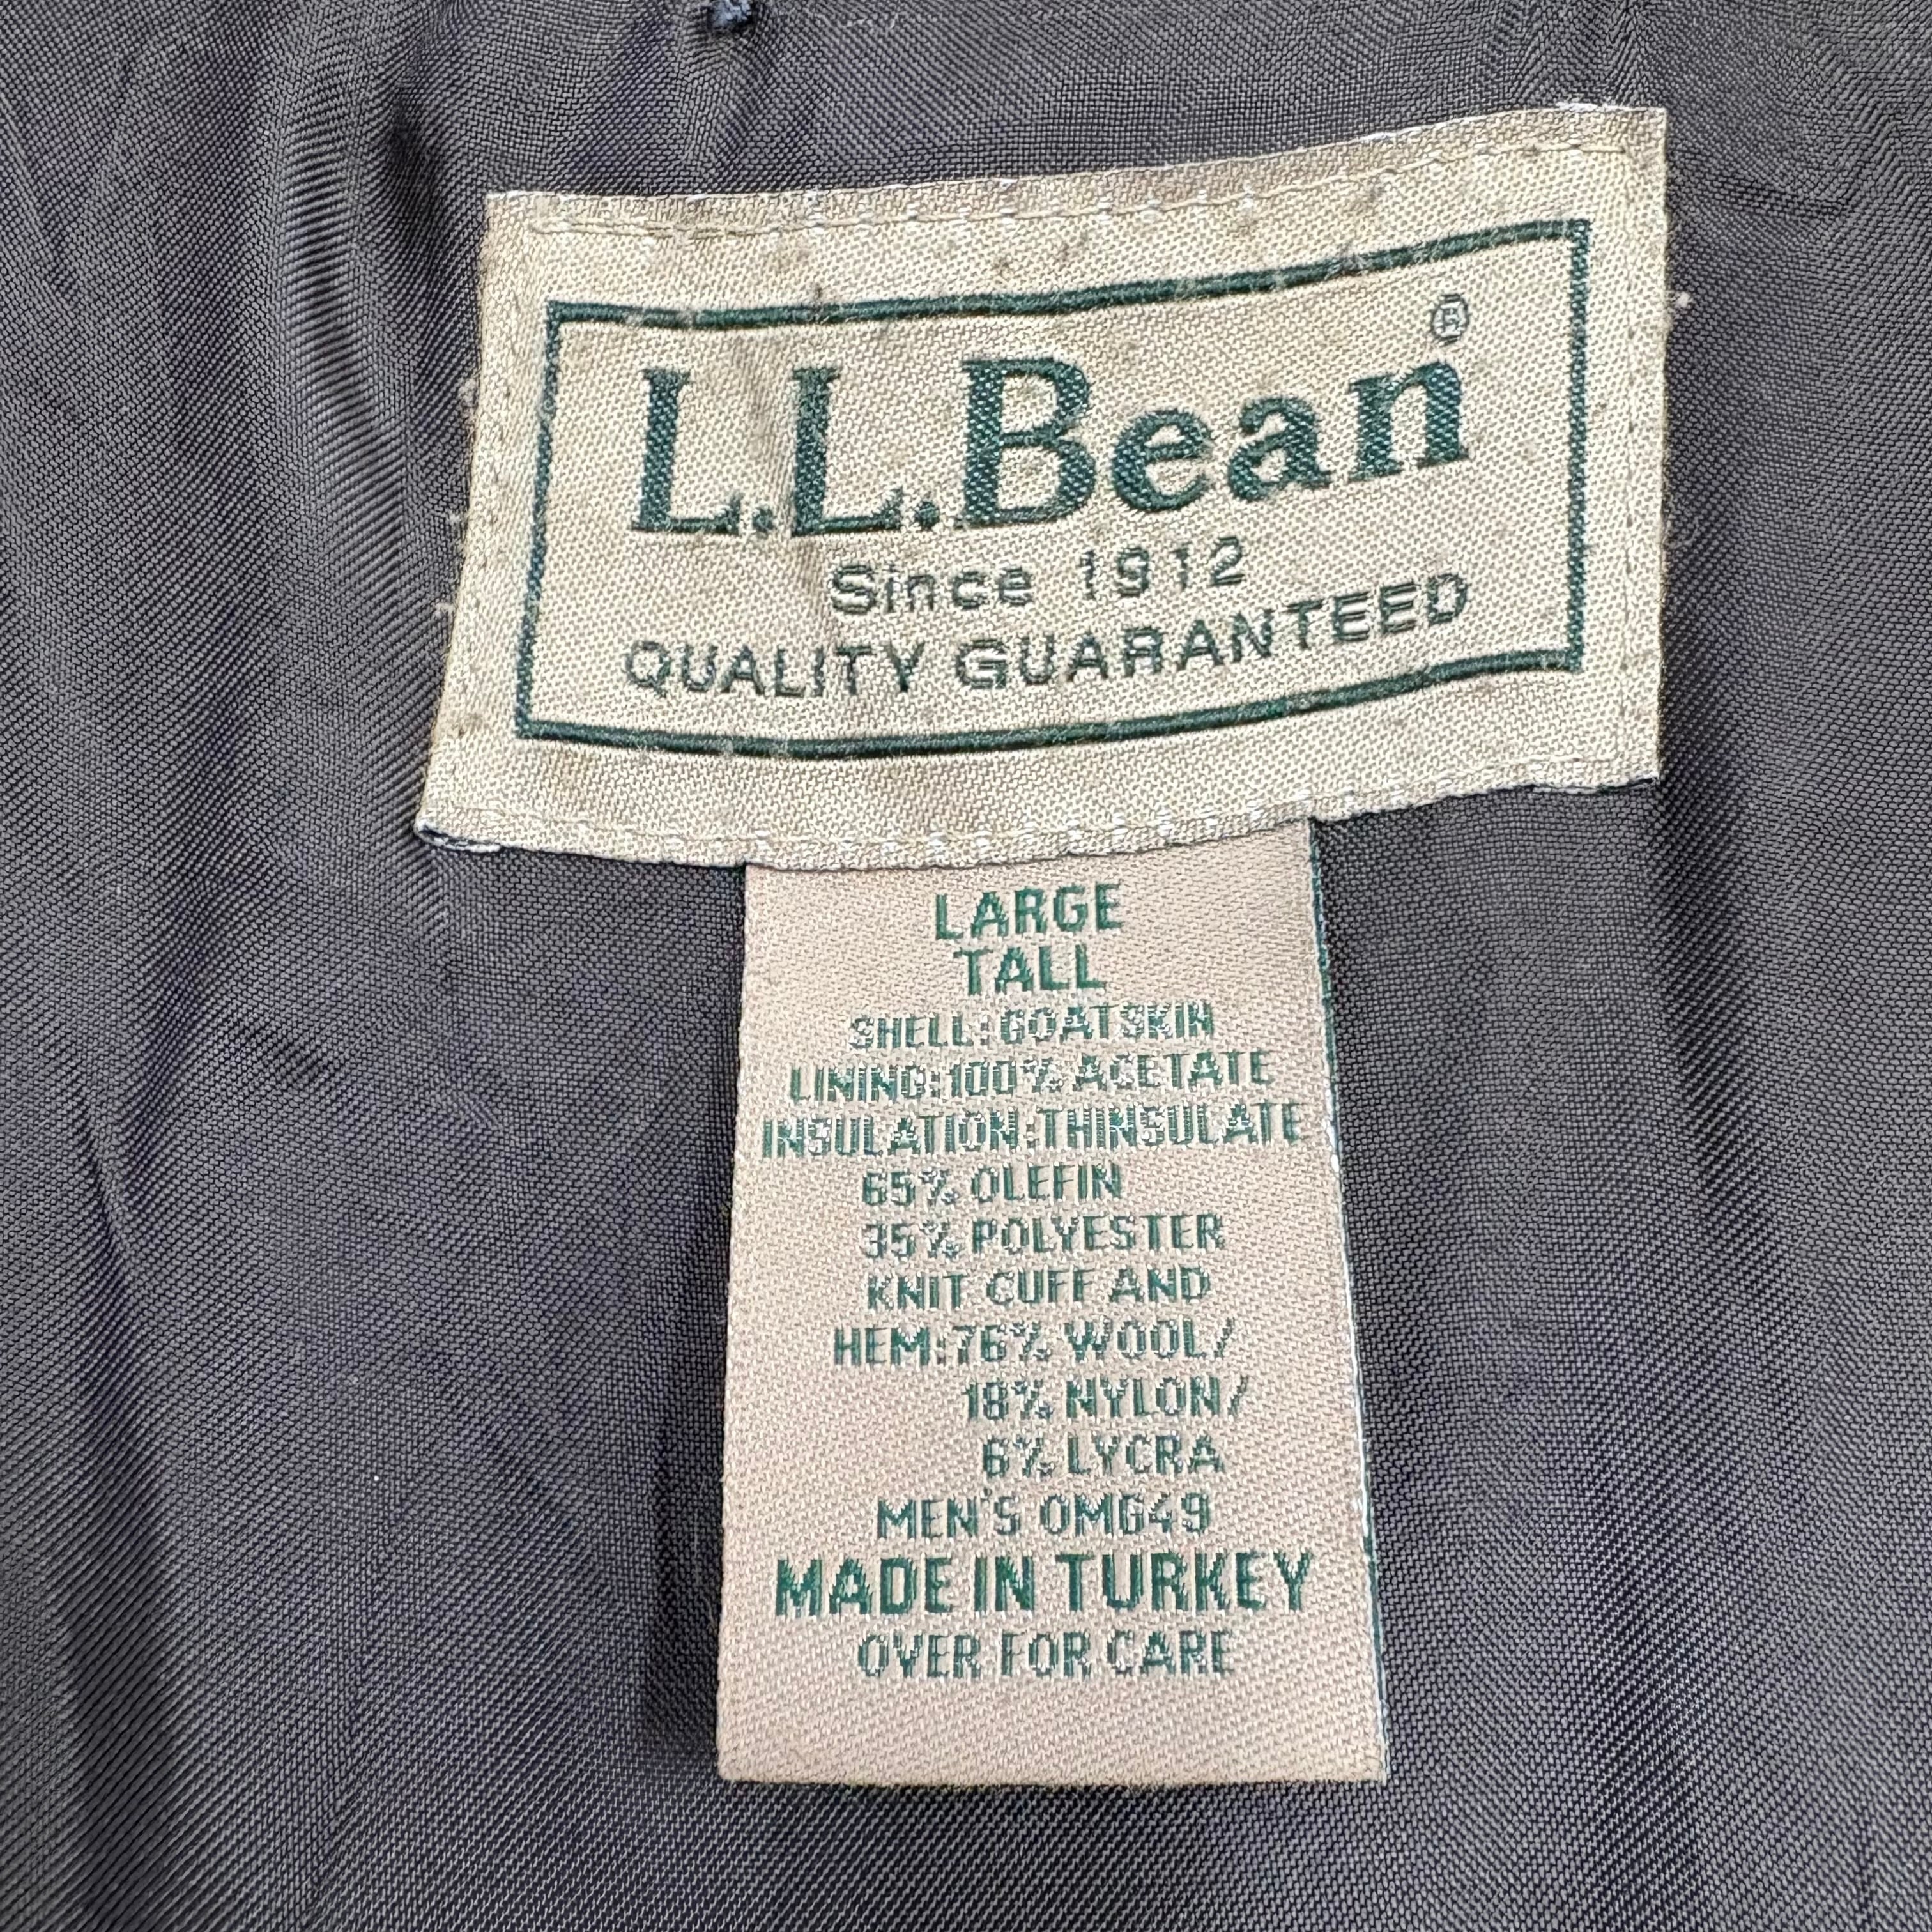 L.L.Bean®
Since 1912
QUALITY GUARANTEED
LARGE
TALL
SHELL:GOATSKIN
LINING:100% ACETATE
INSULATION:THINSULATE
65% OLEFIN
35% POLYESTER
KNIT CUFF AND
HEM:76% WOOL/
18% NYLON/
6% LYCRA
MEN'S OMG49
MADE IN TURKEY
OVER FOR CARE